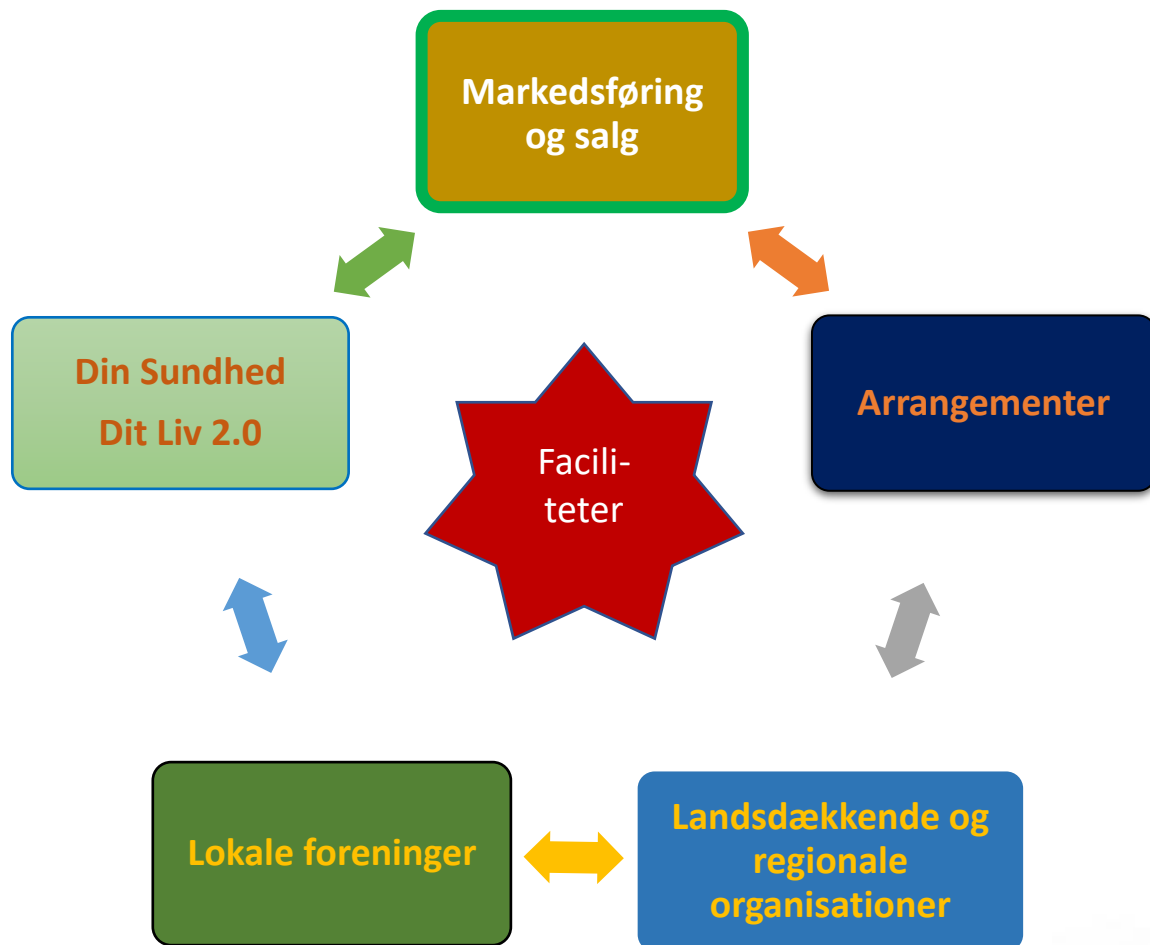 Markedsføring
og salg
Din Sundhed
Dit Liv 2.0
Arrangementer
Facili-
teter
Lokale foreninger
Landsdækkende og
regionale
organisationer